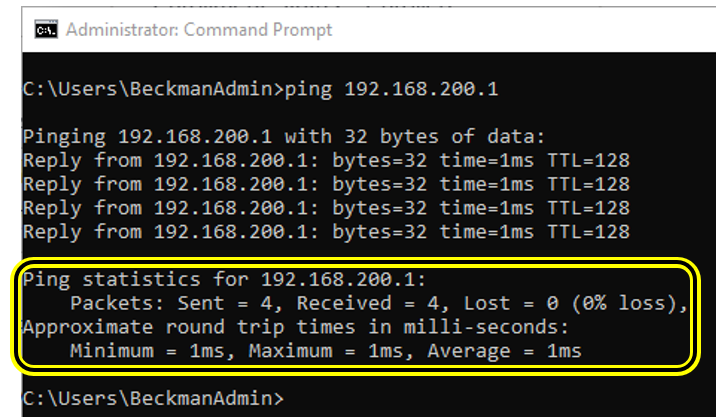 Administrator: Command Prompt
C:\Users\BeckmanAdmin>ping 192.168.200.1
Pinging 192.168.200.1 with 32 bytes of data:
Reply from 192.168.200.1: bytes=32 time=1ms TTL=128
Reply from 192.168.200.1: bytes=32 time=1ms TTL=128
Reply from 192.168.200.1: bytes=32 time=1ms TTL=128
Reply from 192.168.200.1: bytes=32 time=1ms TTL=128
Ping statistics for 192.168.200.1:
Packets: Sent = 4, Received = 4, Lost = 0 (0% loss),
Approximate round trip times in milli-seconds:
Minimum = 1ms, Maximum = 1ms, Average = 1ms
C:\Users\BeckmanAdmin>